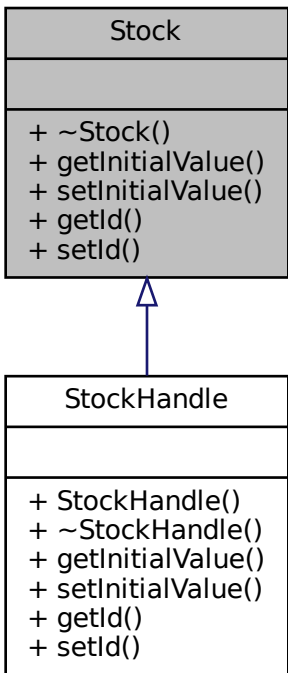 Stock
+ ~Stock()
+ getInitialValue()
+ setInitialValue()
+ getId()
+ setId()
StockHandle
+ StockHandle()
+ ~StockHandle()
+ getInitialValue()
+ setInitialValue()
+ getId()
+ setId()